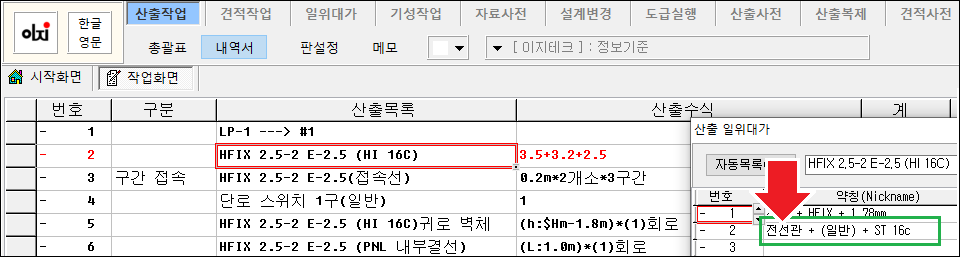 산출작업 견적작업 일위대가 기성작업 자료사전 설계변경 도급실행 산출사전 산출복제 견적사전
이지 한글 영문
총괄표 내역서 판설정 메모 [ 이지테크 ] : 정보기준
시작화면 작업화면
번호 구분 산출목록 산출수식 계
1 LP-1 ---> #1
2 HFIX 2.5-2 E-2.5 (HI 16C) 3.5+3.2+2.5
3 구간 접속 HFIX 2.5-2 E-2.5(접속선) 0.2m*2개소*3구간
4 단로 스위치 1구(일반) 1
5 HFIX 2.5-2 E-2.5 (HI 16C)귀로 벽체 (h:$Hm-1.8m)*(1)회로
6 HFIX 2.5-2 E-2.5 (PNL 내부결선) (L:1.0m)*(1)회로
산출 일위대가
자동목록 HFIX 2.5-2 E-2.5 (HI 16C)
번호 약칭(Nickname)
1 + HFIX + 1.78mm
2 전선관 + (일반) + ST 16c
3